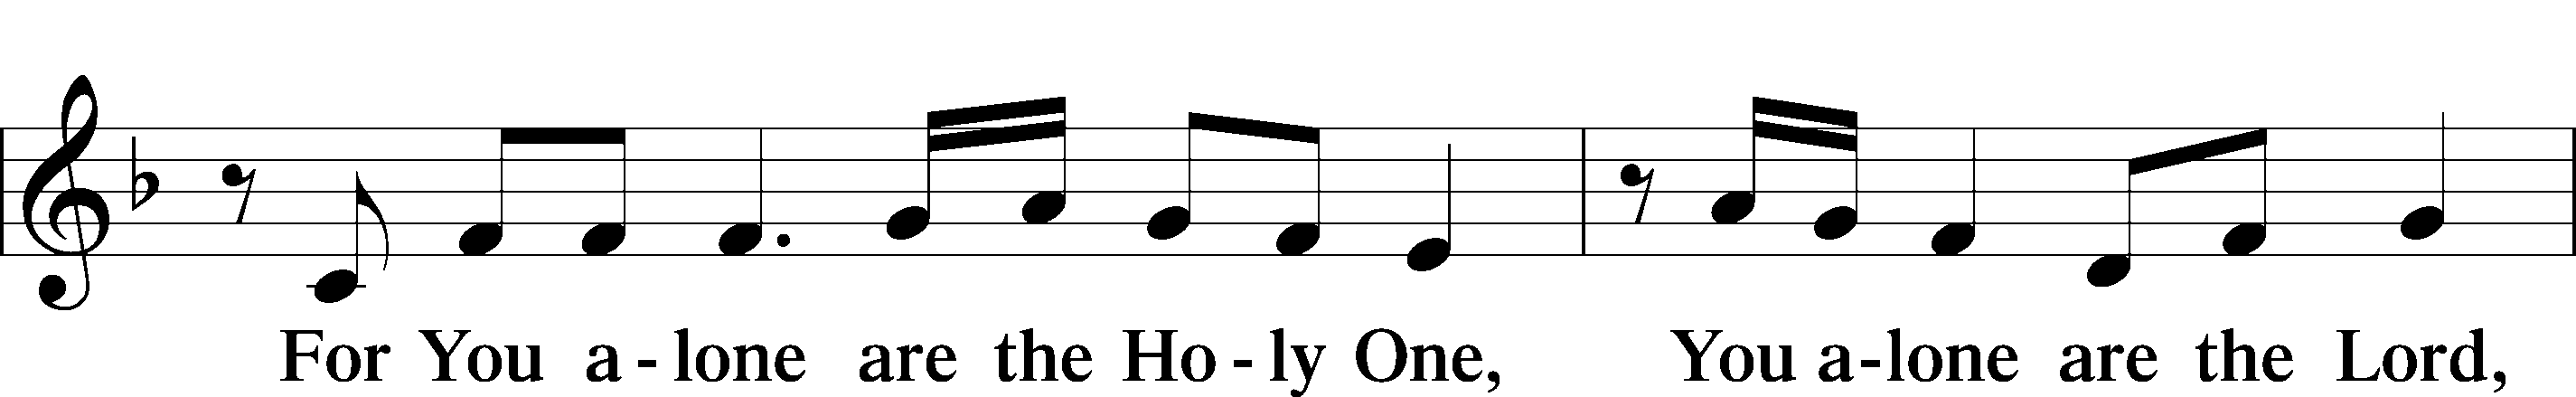 For You a-lone are the Ho-ly One, You a-lone are the Lord,